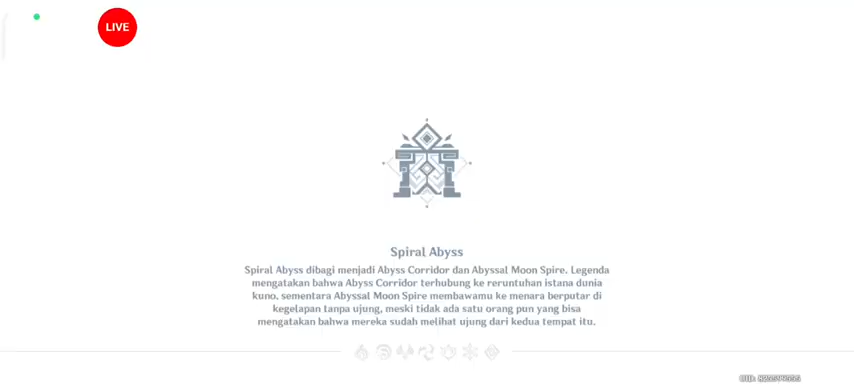 LIVE
Spiral Abyss
Spiral Abyss dibagi menjadi Abyss Corridor dan Abyssal Moon Spire. Legenda
mengatakan bahwa Abyss Corridor terhubung ke reruntuhan istana dunia
kuno, sementara Abyssal Moon Spire membawamu ke menara berputar di
kegelapan tanpa ujung, meski tidak ada satu orang pun yang bisa
mengatakan bahwa mereka sudah melihat ujung dari kedua tempat itu.
UID: